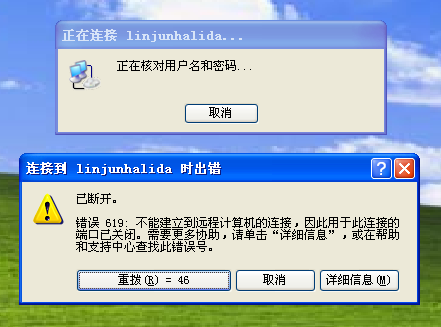 正在连接 linjunhalida...
正在核对用户名和密码...
取消
连接到 linjunhalida 时出错
已断开。
错误 619: 不能建立到远程计算机的连接，因此用于此连接的
端口已关闭。需要更多协助，请单击“详细信息”，或在帮助
和支持中心查找此错误号。
重拨(R) = 46
取消
详细信息(M)